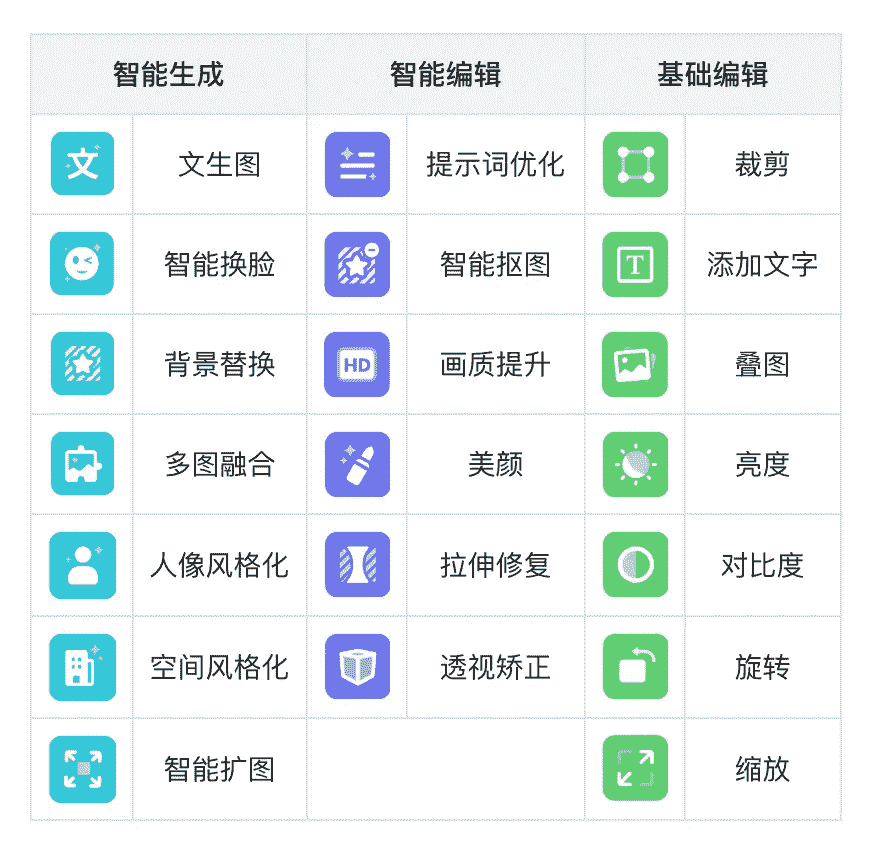 智能生成 智能编辑 基础编辑
文 文生图 提示词优化 裁剪
智能换脸 智能抠图 T 添加文字
背景替换 HD 画质提升 叠图
多图融合 美颜 亮度
人像风格化 拉伸修复 对比度
空间风格化 透视矫正 旋转
智能扩图 缩放